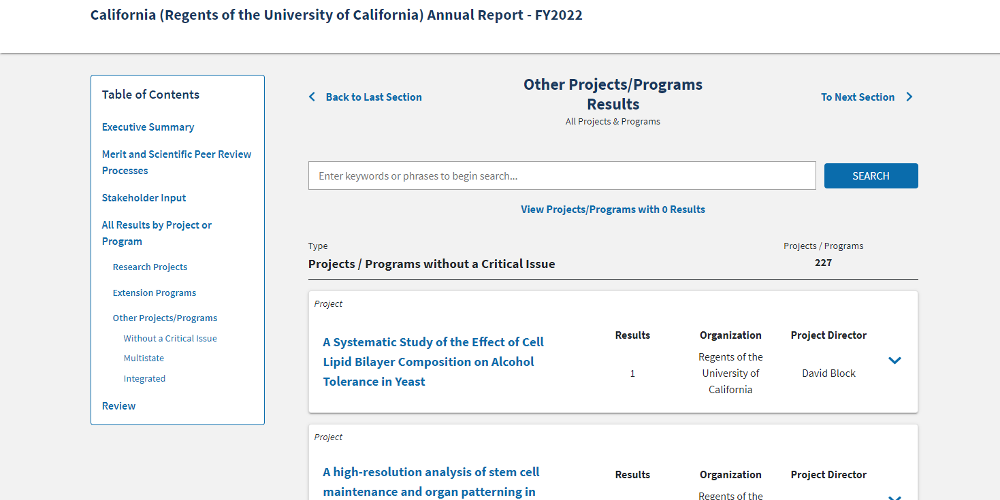 California (Regents of the University of California) Annual Report - FY2022
Table of Contents
Executive Summary
Merit and Scientific Peer Review
Processes
Stakeholder Input
All Results by Project or
Program
Research Projects
Extension Programs
Other Projects/Programs
Without a Critical Issue
Multistate
Integrated
Review
Back to Last Section
Other Projects/Programs
Results
All Projects & Programs
To Next Section
Enter keywords or phrases to begin search...
SEARCH
View Projects/Programs with 0 Results
Type
Projects / Programs without a Critical Issue
Projects / Programs
227
Project
A Systematic Study of the Effect of Cell
Lipid Bilayer Composition on Alcohol
Tolerance in Yeast
Results
1
Organization
Regents of the
University of
California
Project Director
David Block
Project
A high-resolution analysis of stem cell
maintenance and organ patterning in
Results
Organization
Regents of the
Project Director